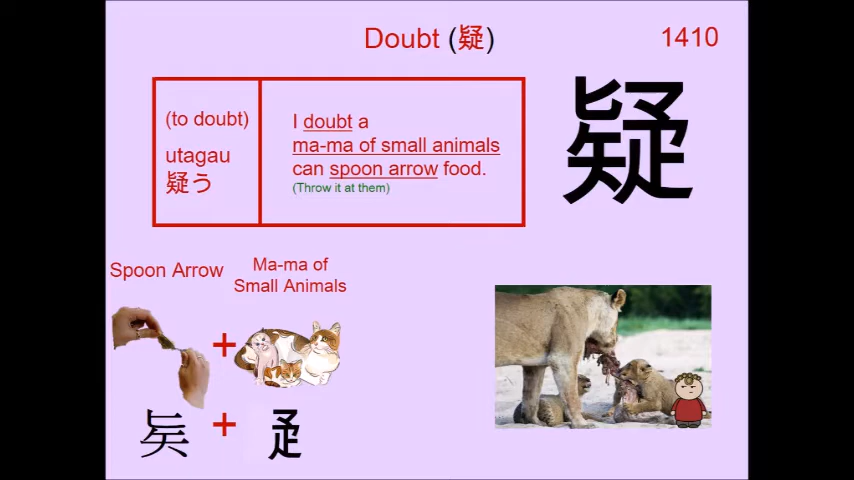 Doubt (疑)
1410
(to doubt)
utagau
疑う
I doubt a
ma-ma of small animals
can spoon arrow food.
(Throw it at them)
疑
Spoon Arrow
+
Ma-ma of
Small Animals
+